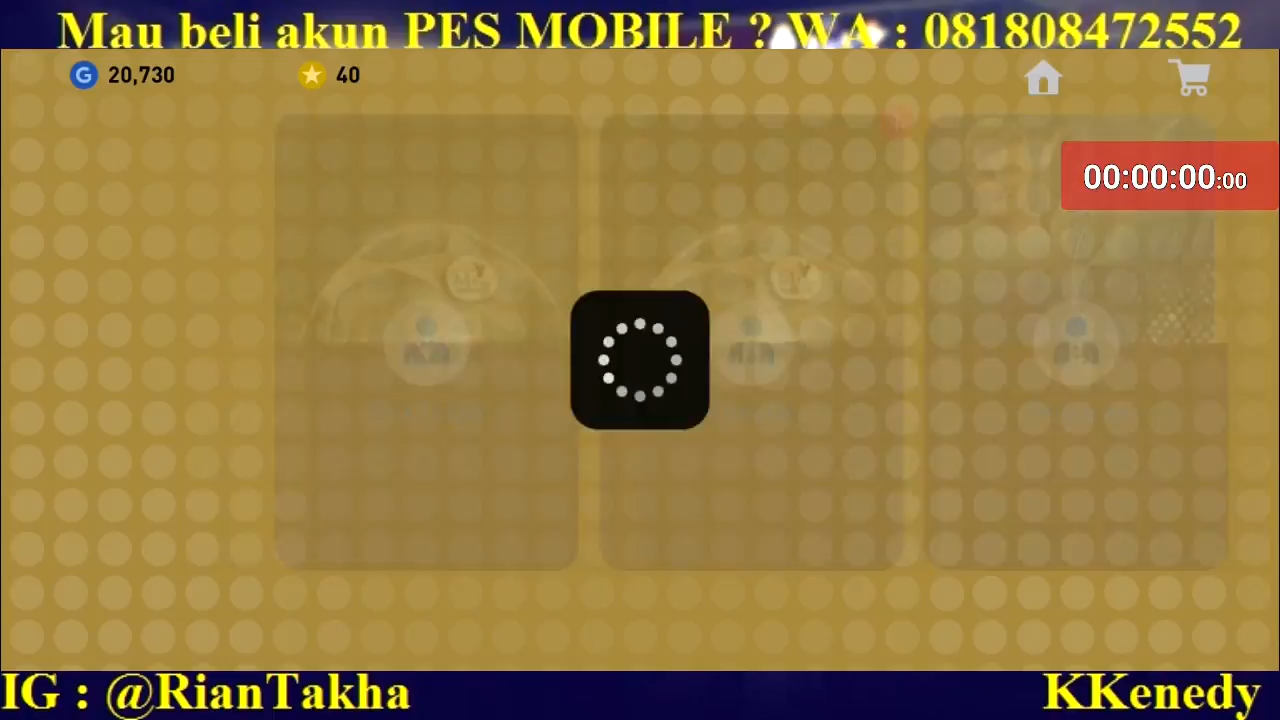 Mau beli akun PES MOBILE ? WA : 081808472552
G 20,730 40
00:00:00:00
IG : @RianTakha KKenedy